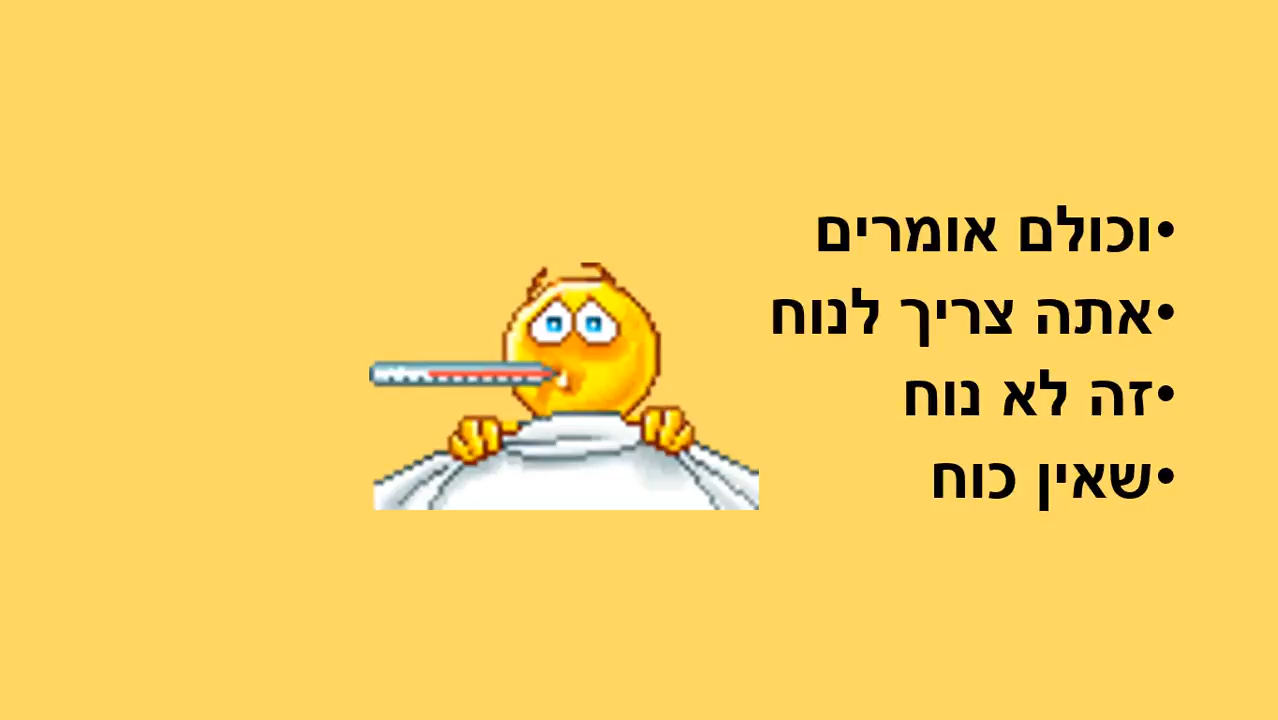 •וכולם אומרים
•אתה צריך לנוח
•זה לא נוח
•שאין כוח